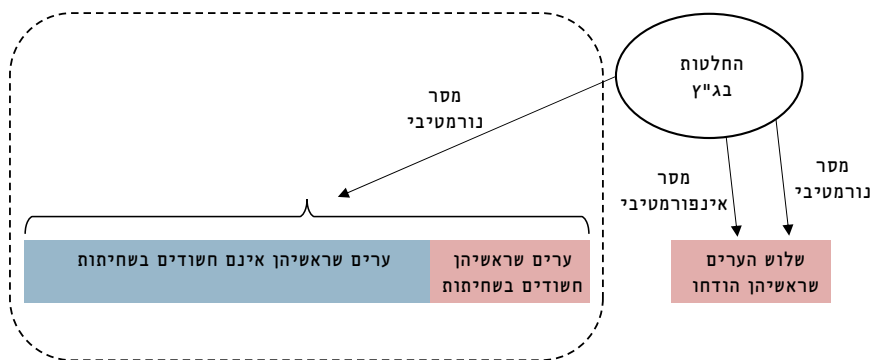 החלטות
בג"ץ
מסר
נורמטיבי
מסר
נורמטיבי
מסר
אינפורמטיבי
שלוש הערים
שראשיהן הודחו
ערים שראשיהן
חשודים בשחיתות
ערים שראשיהן אינם חשודים בשחיתות